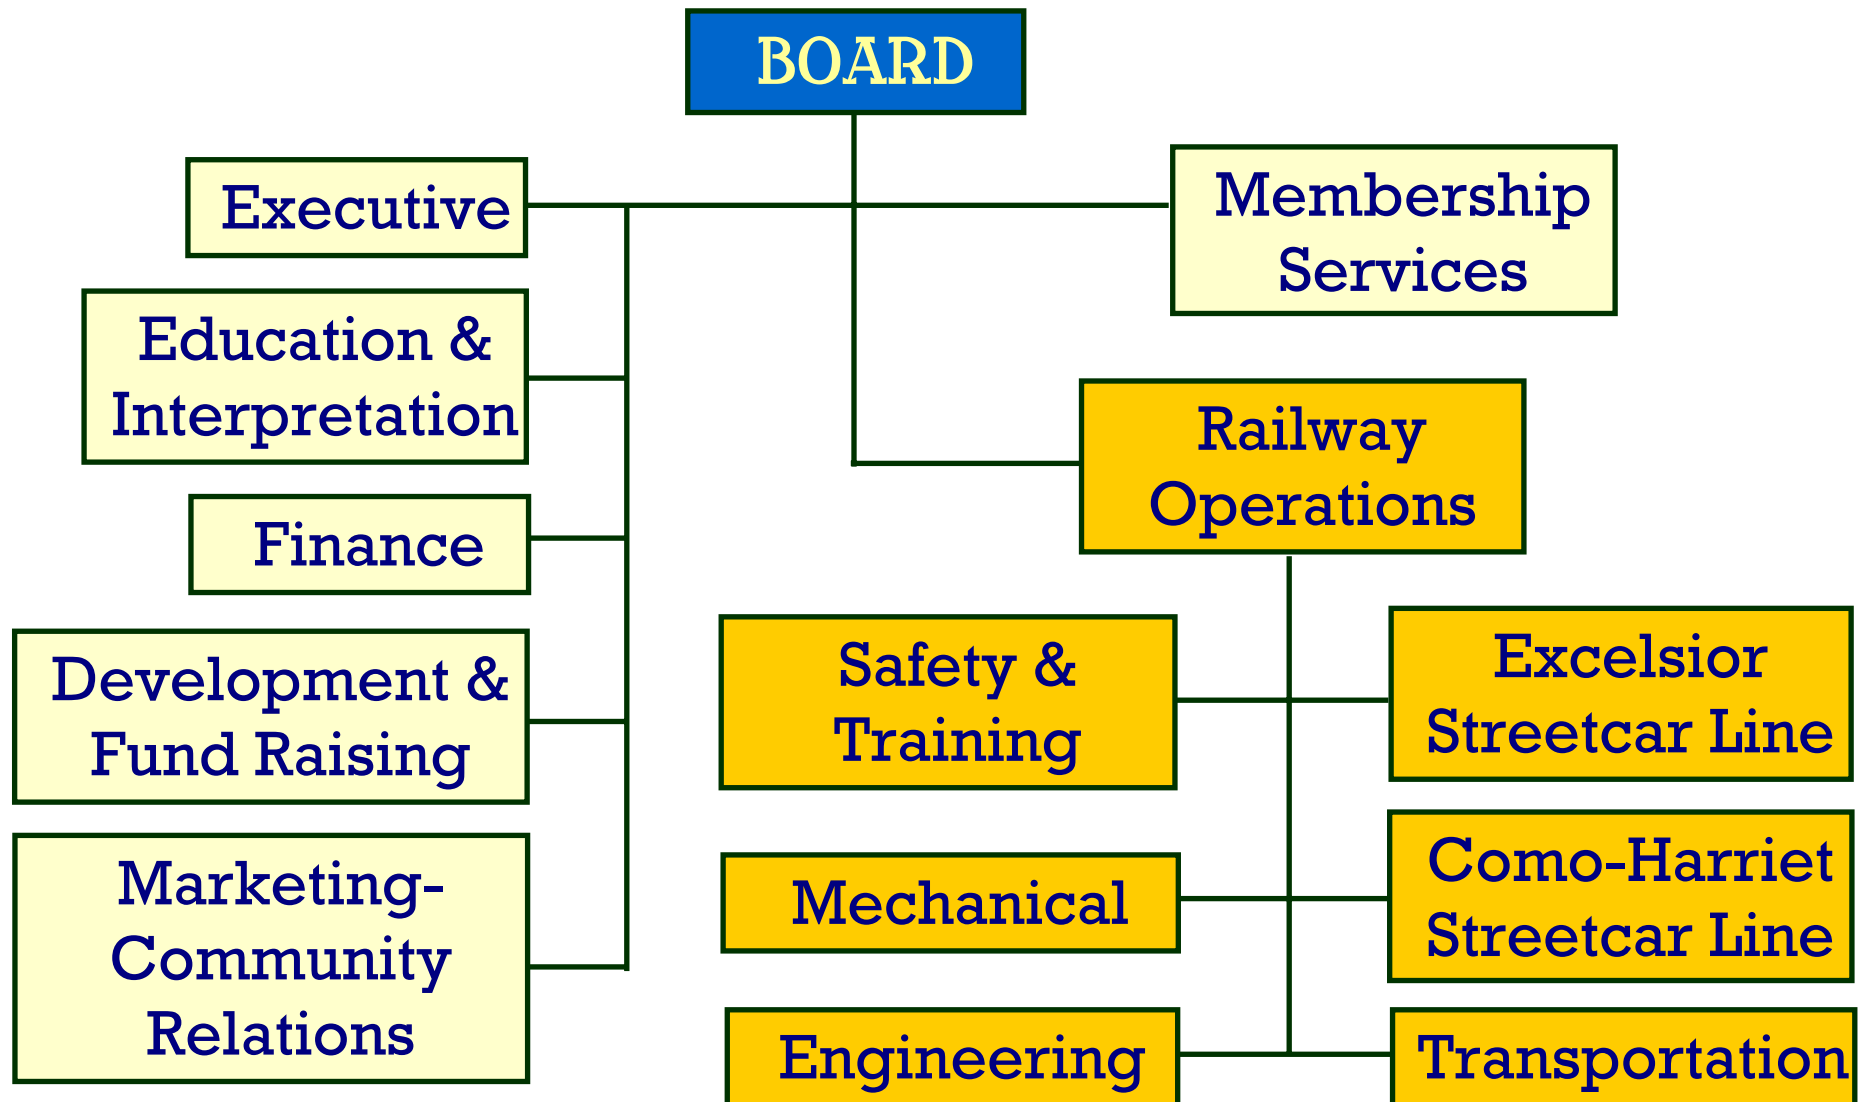 BOARD
Executive
Membership
Services
Education &
Interpretation
Railway
Operations
Finance
Safety &
Training
Excelsior
Streetcar Line
Development &
Fund Raising
Mechanical
Como-Harriet
Streetcar Line
Marketing-
Community
Relations
Engineering
Transportation